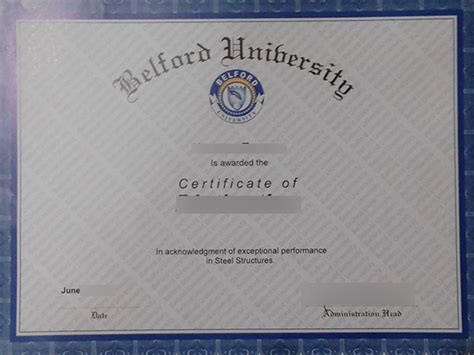 Belford University
BELFORD
UNIVERSITY
Is awarded the
Certificate of
In acknowledgment of exceptional performance
in Steel Structures.
June
Date
Administration Head